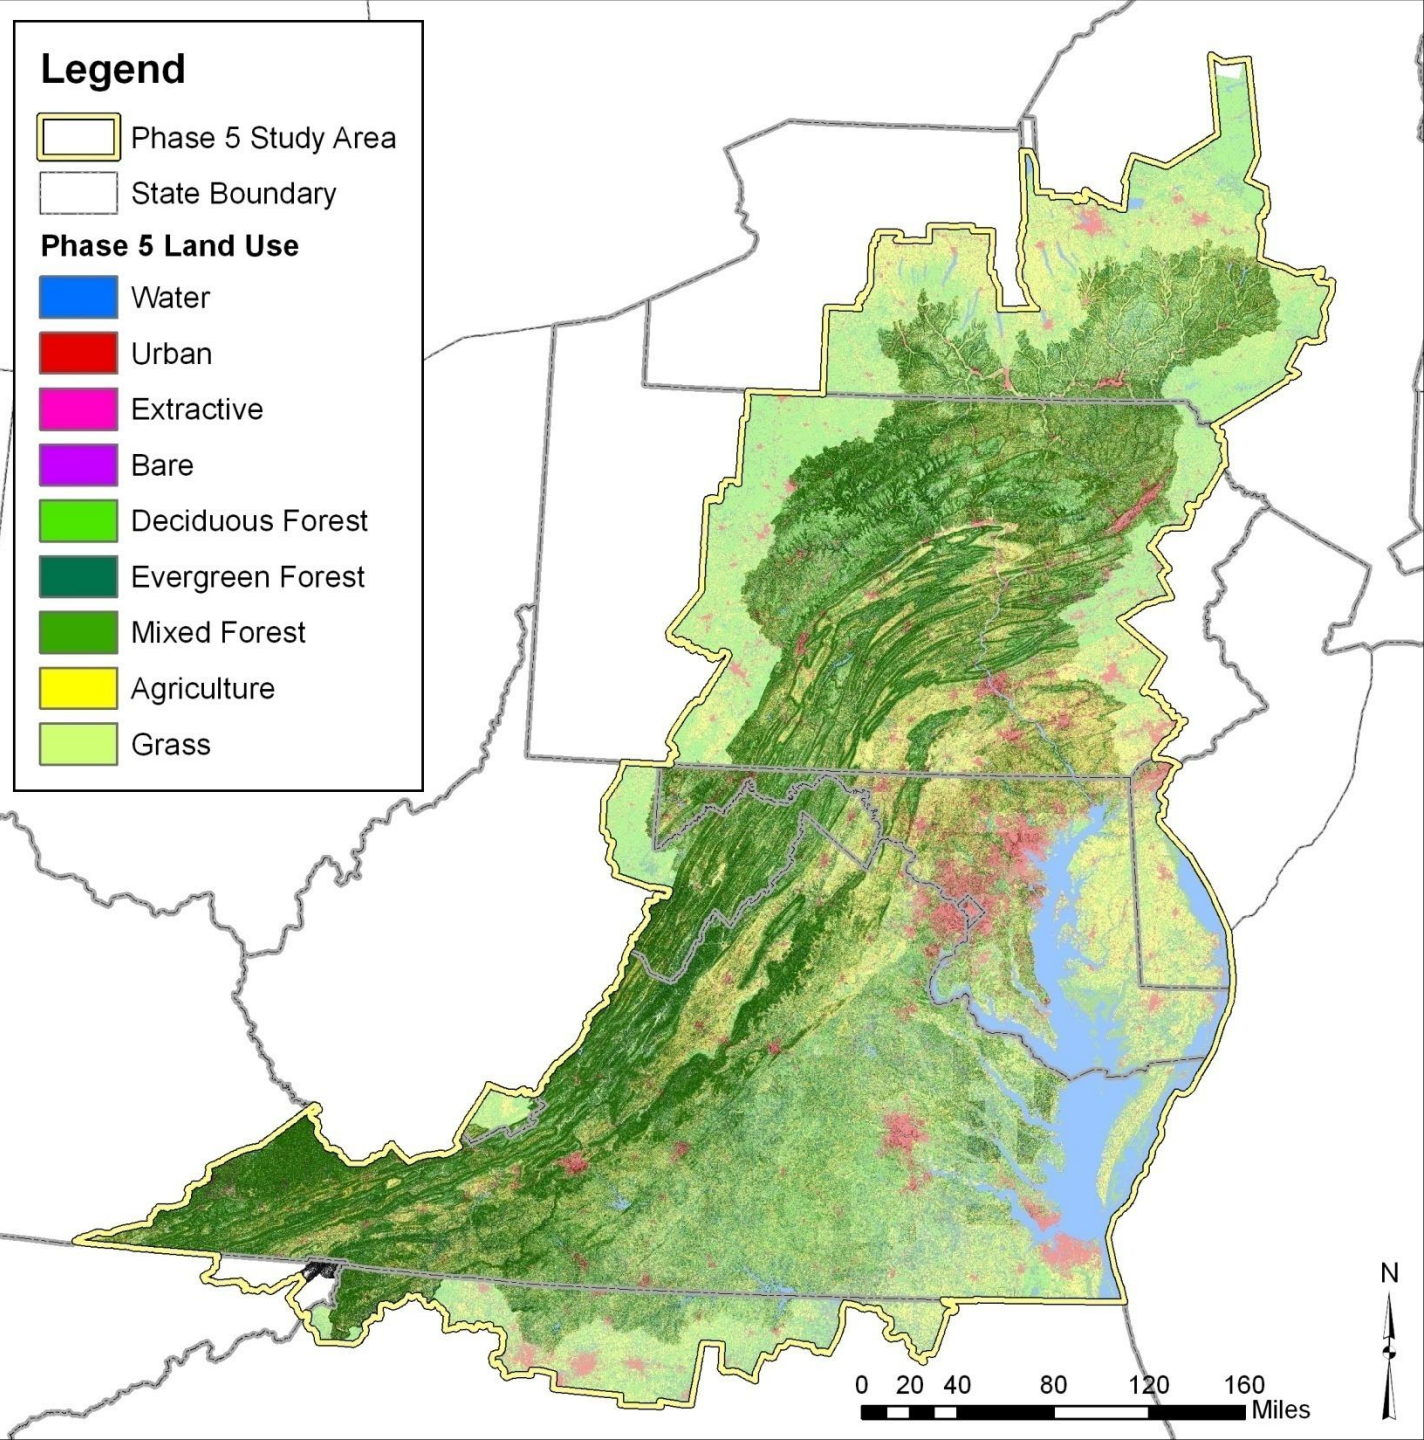 Legend
Phase 5 Study Area
State Boundary
Phase 5 Land Use
Water
Urban
Extractive
Bare
Deciduous Forest
Evergreen Forest
Mixed Forest
Agriculture
Grass
N
0 20 40 80 120 160
Miles